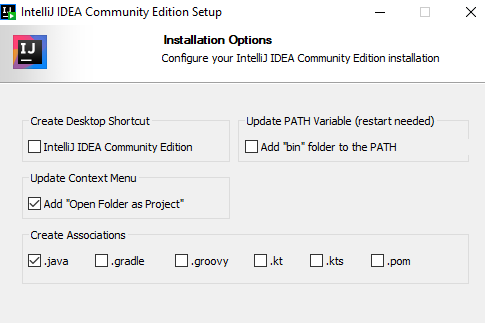 IntelliJ IDEA Community Edition Setup
IJ
Installation Options
Configure your IntelliJ IDEA Community Edition installation
Create Desktop Shortcut
IntelliJ IDEA Community Edition
Update PATH Variable (restart needed)
Add "bin" folder to the PATH
Update Context Menu
Add "Open Folder as Project"
Create Associations
.java .gradle .groovy .kt .kts .pom